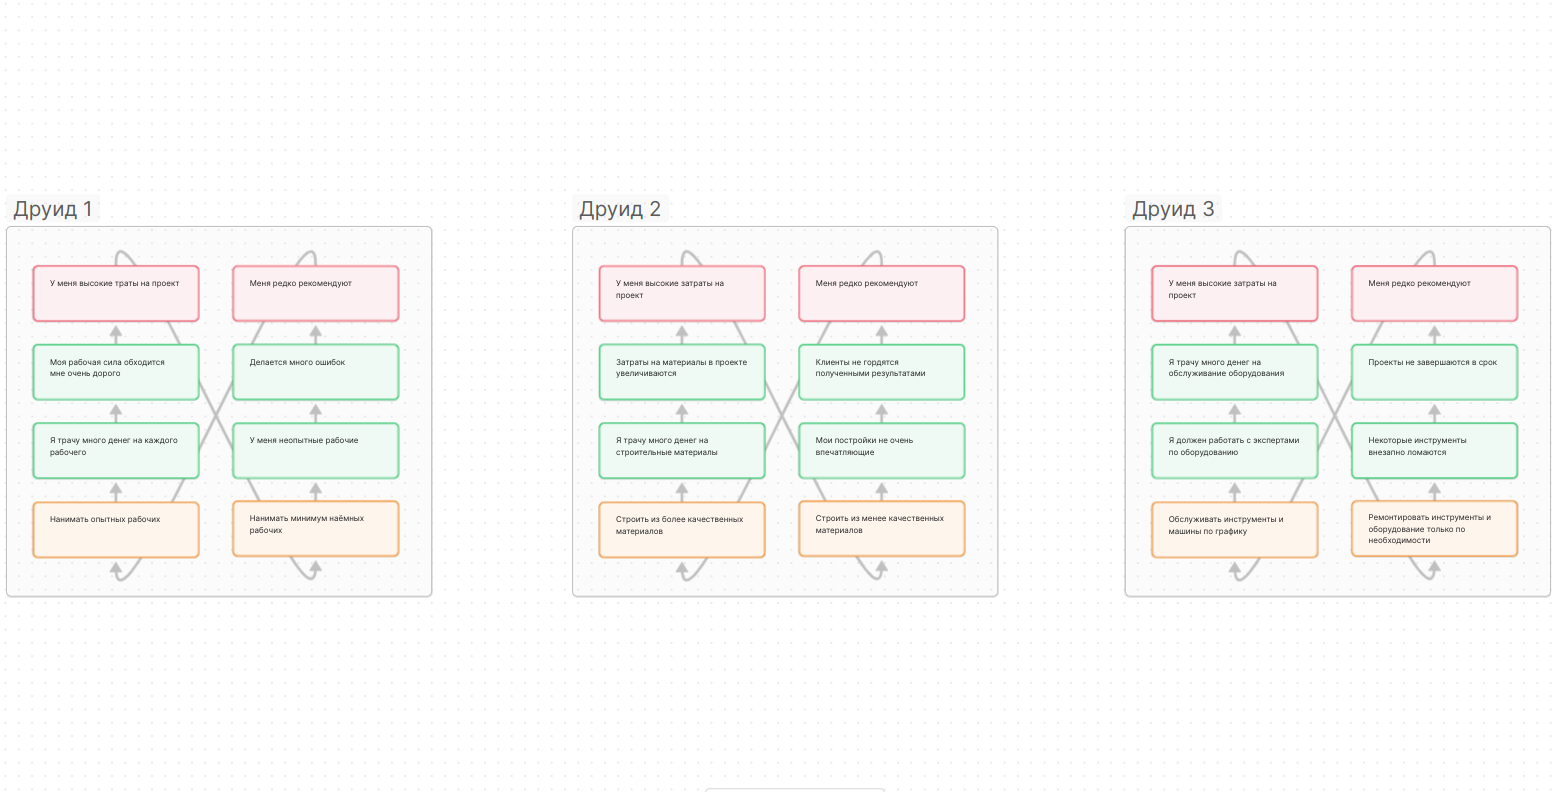 Друид 1
У меня высокие траты на проект
Меня редко рекомендуют
Моя рабочая сила обходится
мне очень дорого
Делается много ошибок
Я трачу много денег на каждого
рабочего
У меня неопытные рабочие
Нанимать опытных рабочих
Нанимать минимум наёмных
рабочих
Друид 2
У меня высокие затраты на
проект
Меня редко рекомендуют
Затраты на материалы в проекте
увеличиваются
Клиенты не гордятся
полученными результатами
Я трачу много денег на
строительные материалы
Мои постройки не очень
впечатляющие
Строить из более качественных
материалов
Строить из менее качественных
материалов
Друид 3
У меня высокие затраты на
проект
Меня редко рекомендуют
Я трачу много денег на
обслуживание оборудования
Проекты не завершаются в срок
Я должен работать с экспертами
по оборудованию
Некоторые инструменты
внезапно ломаются
Обслуживать инструменты и
машины по графику
Ремонтировать инструменты и
оборудование только по
необходимости